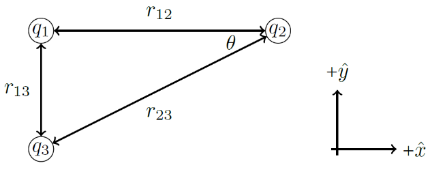 r₁₂
q₁
q₂
θ
r₁₃
r₂₃
q₃
+ŷ
+x̂